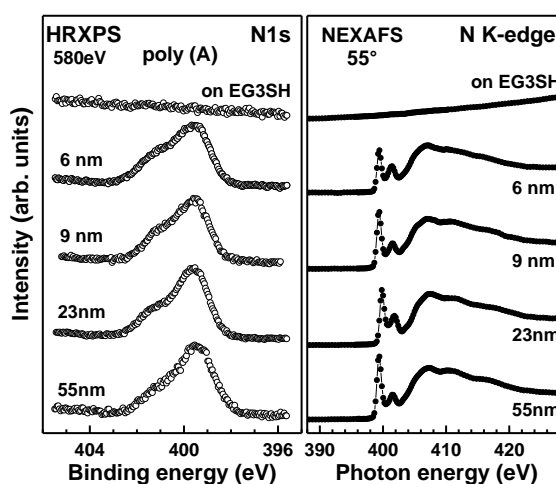 HRXPS N1s
580eV poly (A)
on EG3SH
6 nm
9 nm
23nm
55nm
404 400 396
Binding energy (eV)
Intensity (arb. units)
NEXAFS N K-edge
55°
on EG3SH
6 nm
9 nm
23nm
55nm
390 400 410 420
Photon energy (eV)